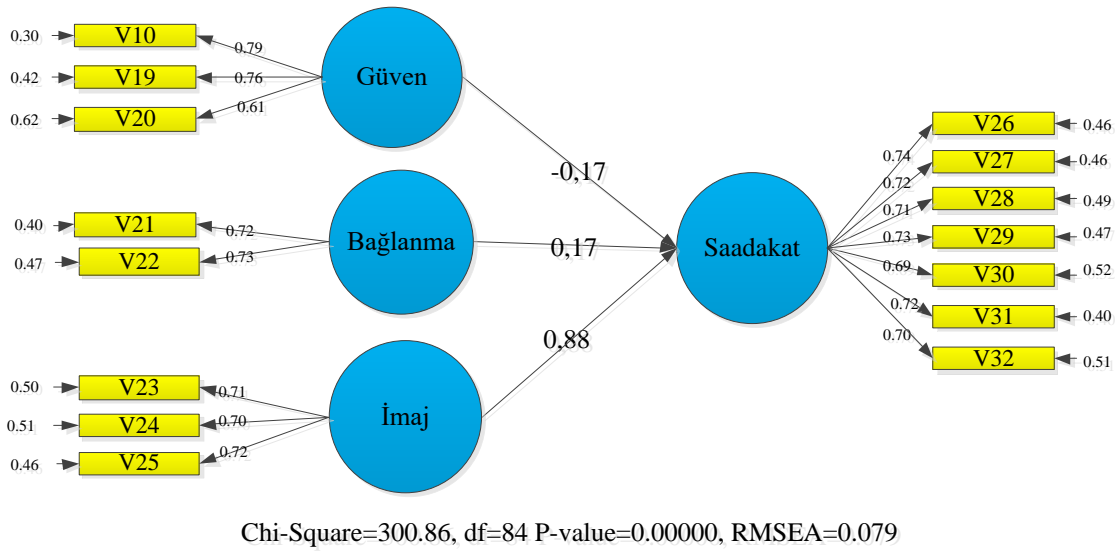 0.30 V10 0.79
0.42 V19 0.76 Güven
0.62 V20 0.61
-0,17
0.40 V21 0.72
0.47 V22 0.73 Bağlanma
0,17
0.50 V23 0.71
0.51 V24 0.70 İmaj
0.46 V25 0.72
0,88
Saadakat
0.74 V26 0.46
0.72 V27 0.46
0.71 V28 0.49
0.73 V29 0.47
0.69 V30 0.52
0.72 V31 0.40
0.70 V32 0.51
Chi-Square=300.86, df=84 P-value=0.00000, RMSEA=0.079